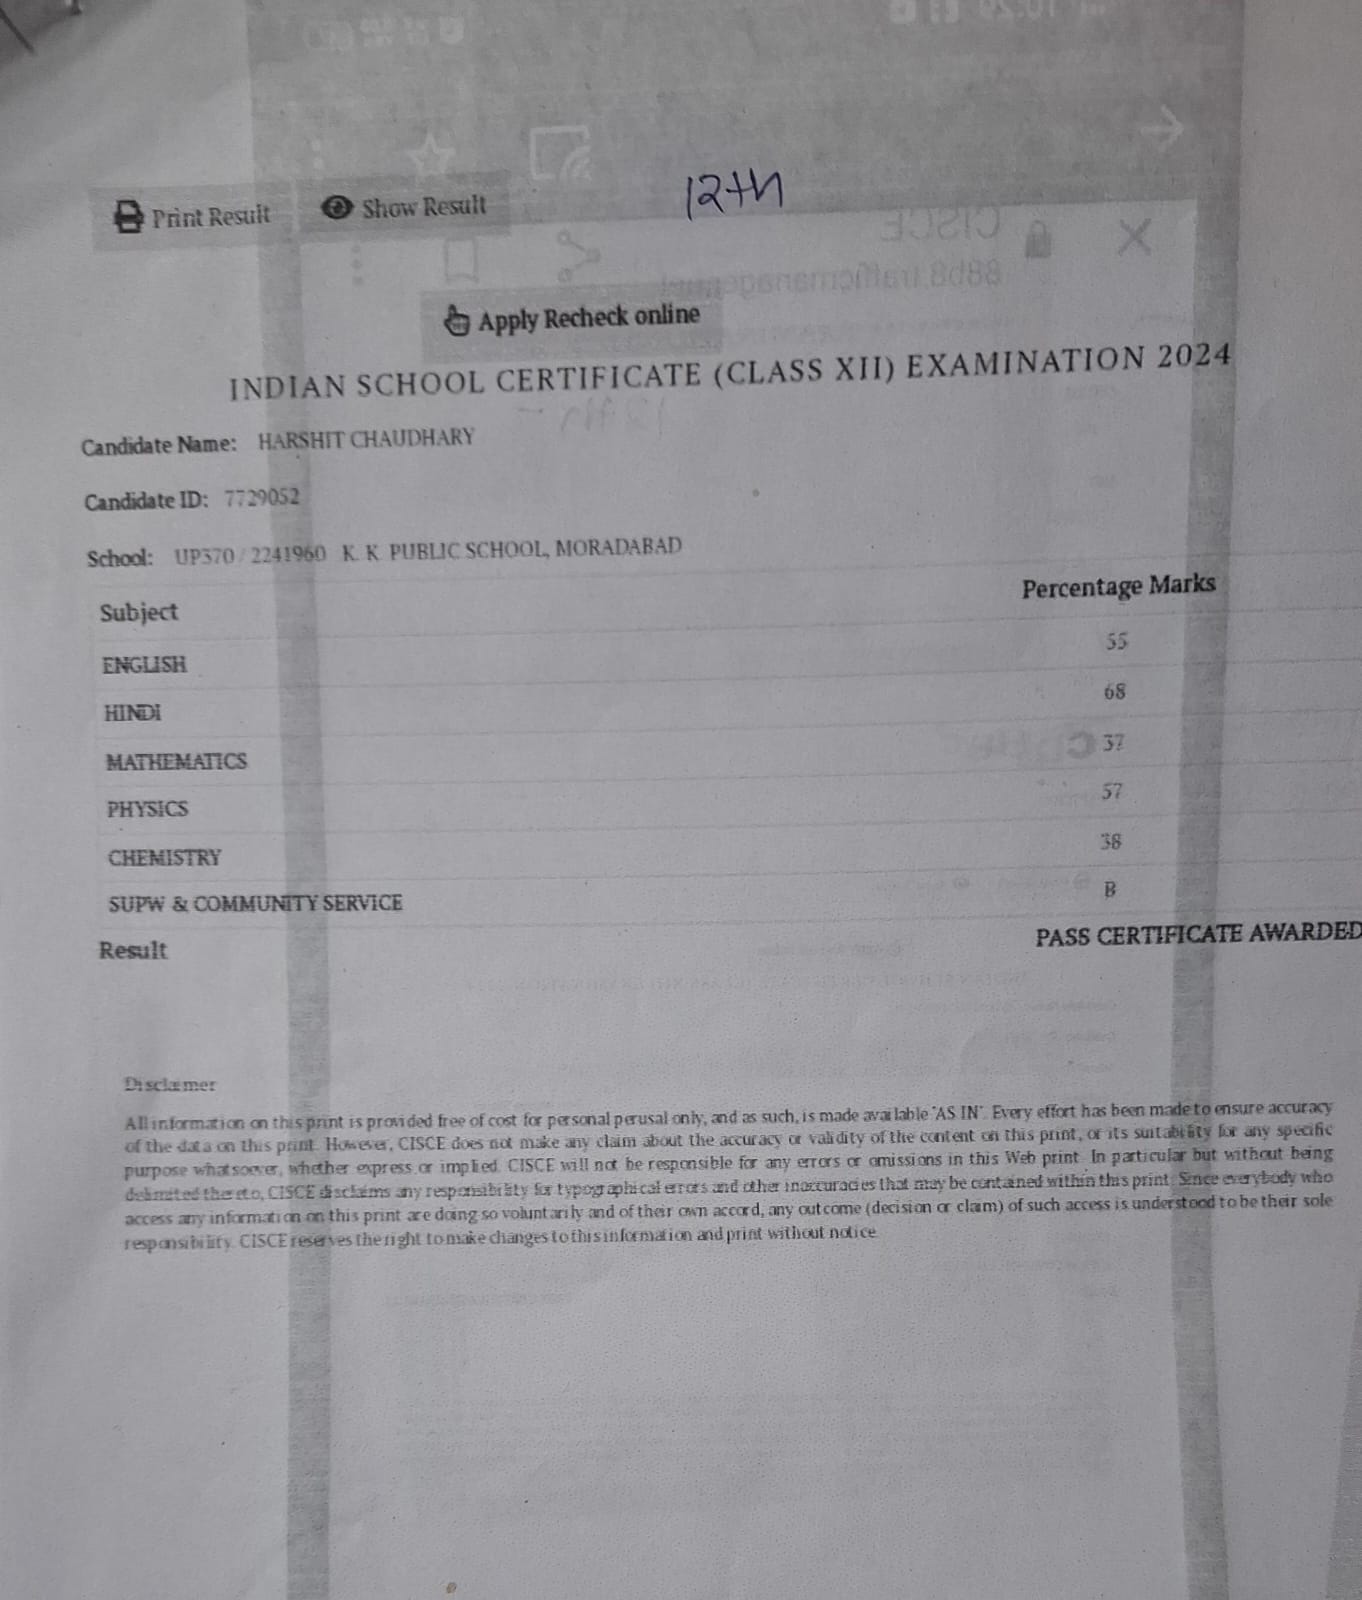 Print Result
Show Result
12th
Apply Recheck online
INDIAN SCHOOL CERTIFICATE (CLASS XII) EXAMINATION 2024
Candidate Name: HARSHIT CHAUDHARY
Candidate ID: 7729052
School: UP370 / 2241960 K. K. PUBLIC SCHOOL, MORADABAD
Subject Percentage Marks
ENGLISH 55
HINDI 68
MATHEMATICS 37
PHYSICS 57
CHEMISTRY 38
SUPW & COMMUNITY SERVICE B
Result PASS CERTIFICATE AWARDED
Disclaimer
All information on this print is provided free of cost for personal perusal only, and as such, is made available "AS IN". Every effort has been made to ensure accuracy
of the data on this print. However, CISCE does not make any claim about the accuracy or validity of the content on this print, or its suitability for any specific
purpose whatsoever, whether express or implied. CISCE will not be responsible for any errors or omissions in this Web print. In particular but without being
delimited thereto, CISCE disclaims any responsibility for typographical errors and other inaccuracies that may be contained within this print. Since everybody who
access any information on this print are doing so voluntarily and of their own accord, any outcome (decision or claim) of such access is understood to be their sole
responsibility. CISCE reserves the right to make changes to this information and print without notice.